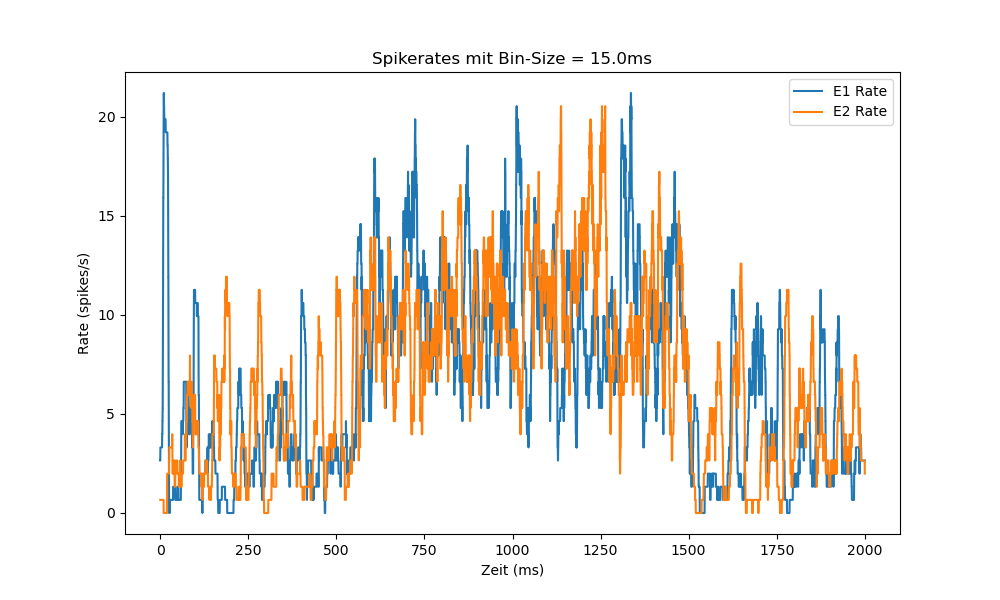 Spikerates mit Bin-Size = 15.0ms
E1 Rate
E2 Rate
20
15
10
5
0
Rate (spikes/s)
0 250 500 750 1000 1250 1500 1750 2000
Zeit (ms)